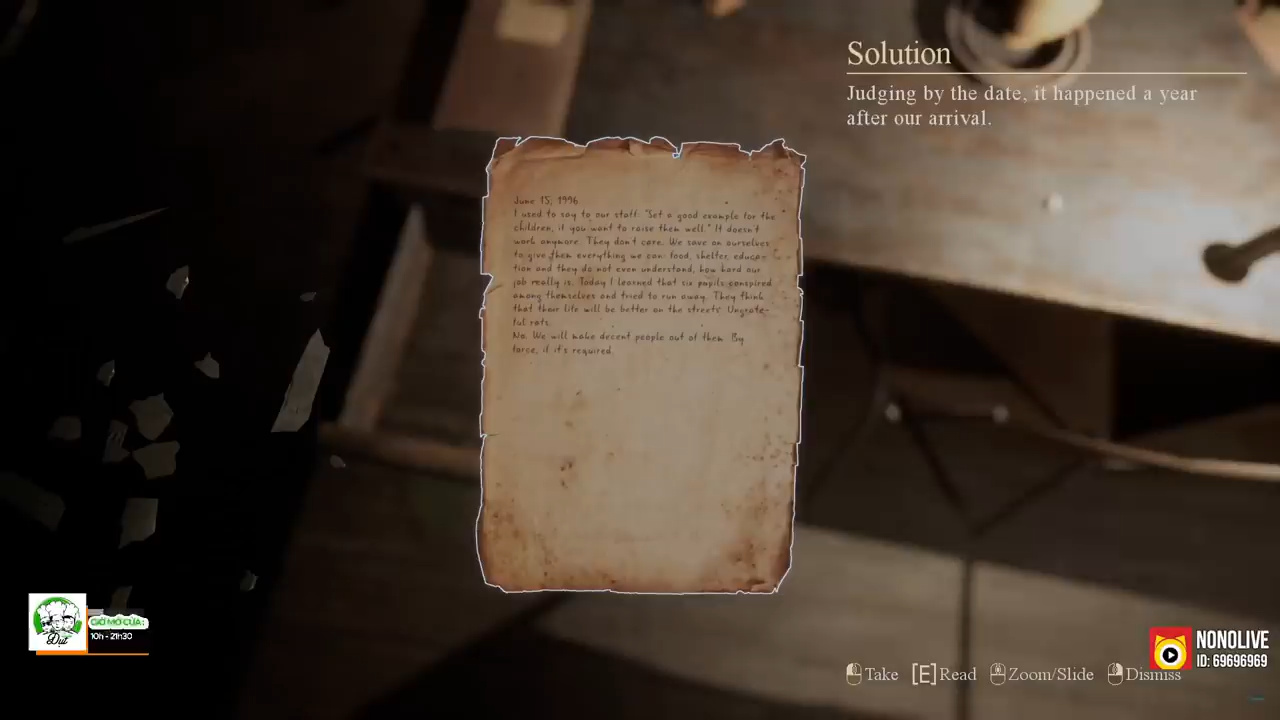 Solution
Judging by the date, it happened a year
after our arrival.
June 15, 1996
I used to say to our staff: "Set a good example for the
children, if you want to raise them well." It doesn't
work anymore. They don't care. We save on ourselves
to give them everything we can: food, shelter, educa-
tion and they do not even understand, how hard our
job really is. Today I learned that six pupils conspired
among themselves and tried to run away. They think
that their life will be better on the streets. Ungrate-
ful rats.
No. We will make decent people out of them. By
force, if it's required.
GIỜ MỞ CỬA:
10h - 21h30
Dụt
NONOLIVE
ID: 69696969
Take [E]Read Zoom/Slide Dismiss